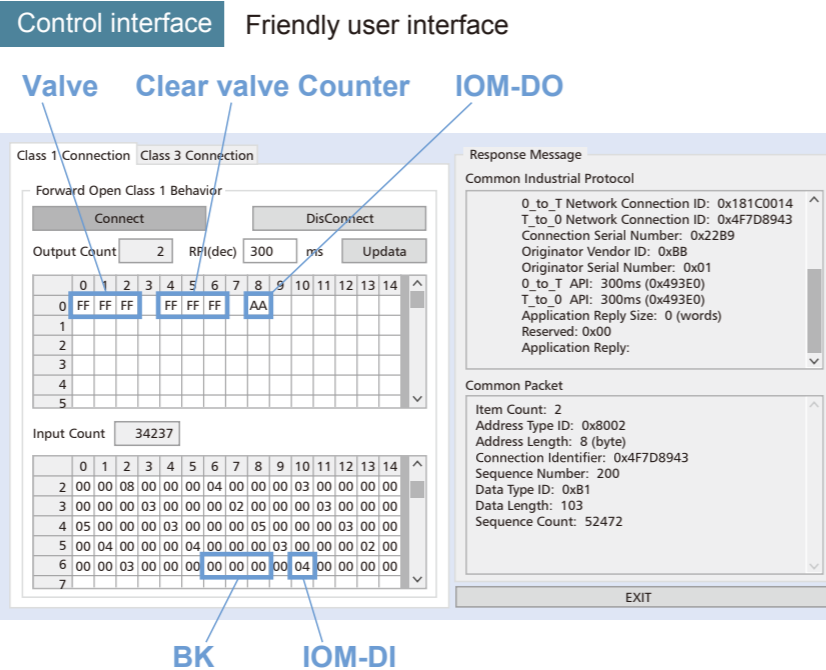 Control interface Friendly user interface
Valve Clear valve Counter IOM-DO
Class 1 Connection Class 3 Connection
Forward Open Class 1 Behavior
Connect DisConnect
Output Count 2 RPI(dec) 300 ms Updata
0 1 2 3 4 5 6 7 8 9 10 11 12 13 14
0 FF FF FF FF FF FF AA
1
2
3
4
5
Input Count 34237
0 1 2 3 4 5 6 7 8 9 10 11 12 13 14
2 00 00 08 00 00 00 04 00 00 00 03 00 00 00 00
3 00 00 00 03 00 00 00 02 00 00 00 03 00 00 00
4 05 00 00 00 03 00 00 00 05 00 00 00 03 00 00
5 00 04 00 00 00 04 00 00 00 03 00 00 00 02 00
6 00 00 03 00 00 00 00 00 00 00 04 00 00 00 00
7
BK IOM-DI
Response Message
Common Industrial Protocol
0_to_T Network Connection ID: 0x181C0014
T_to_0 Network Connection ID: 0x4F7D8943
Connection Serial Number: 0x22B9
Originator Vendor ID: 0xBB
Originator Serial Number: 0x01
0_to_T API: 300ms (0x493E0)
T_to_0 API: 300ms (0x493E0)
Application Reply Size: 0 (words)
Reserved: 0x00
Application Reply:
Common Packet
Item Count: 2
Address Type ID: 0x8002
Address Length: 8 (byte)
Connection Identifier: 0x4F7D8943
Sequence Number: 200
Data Type ID: 0xB1
Data Length: 103
Sequence Count: 52472
EXIT